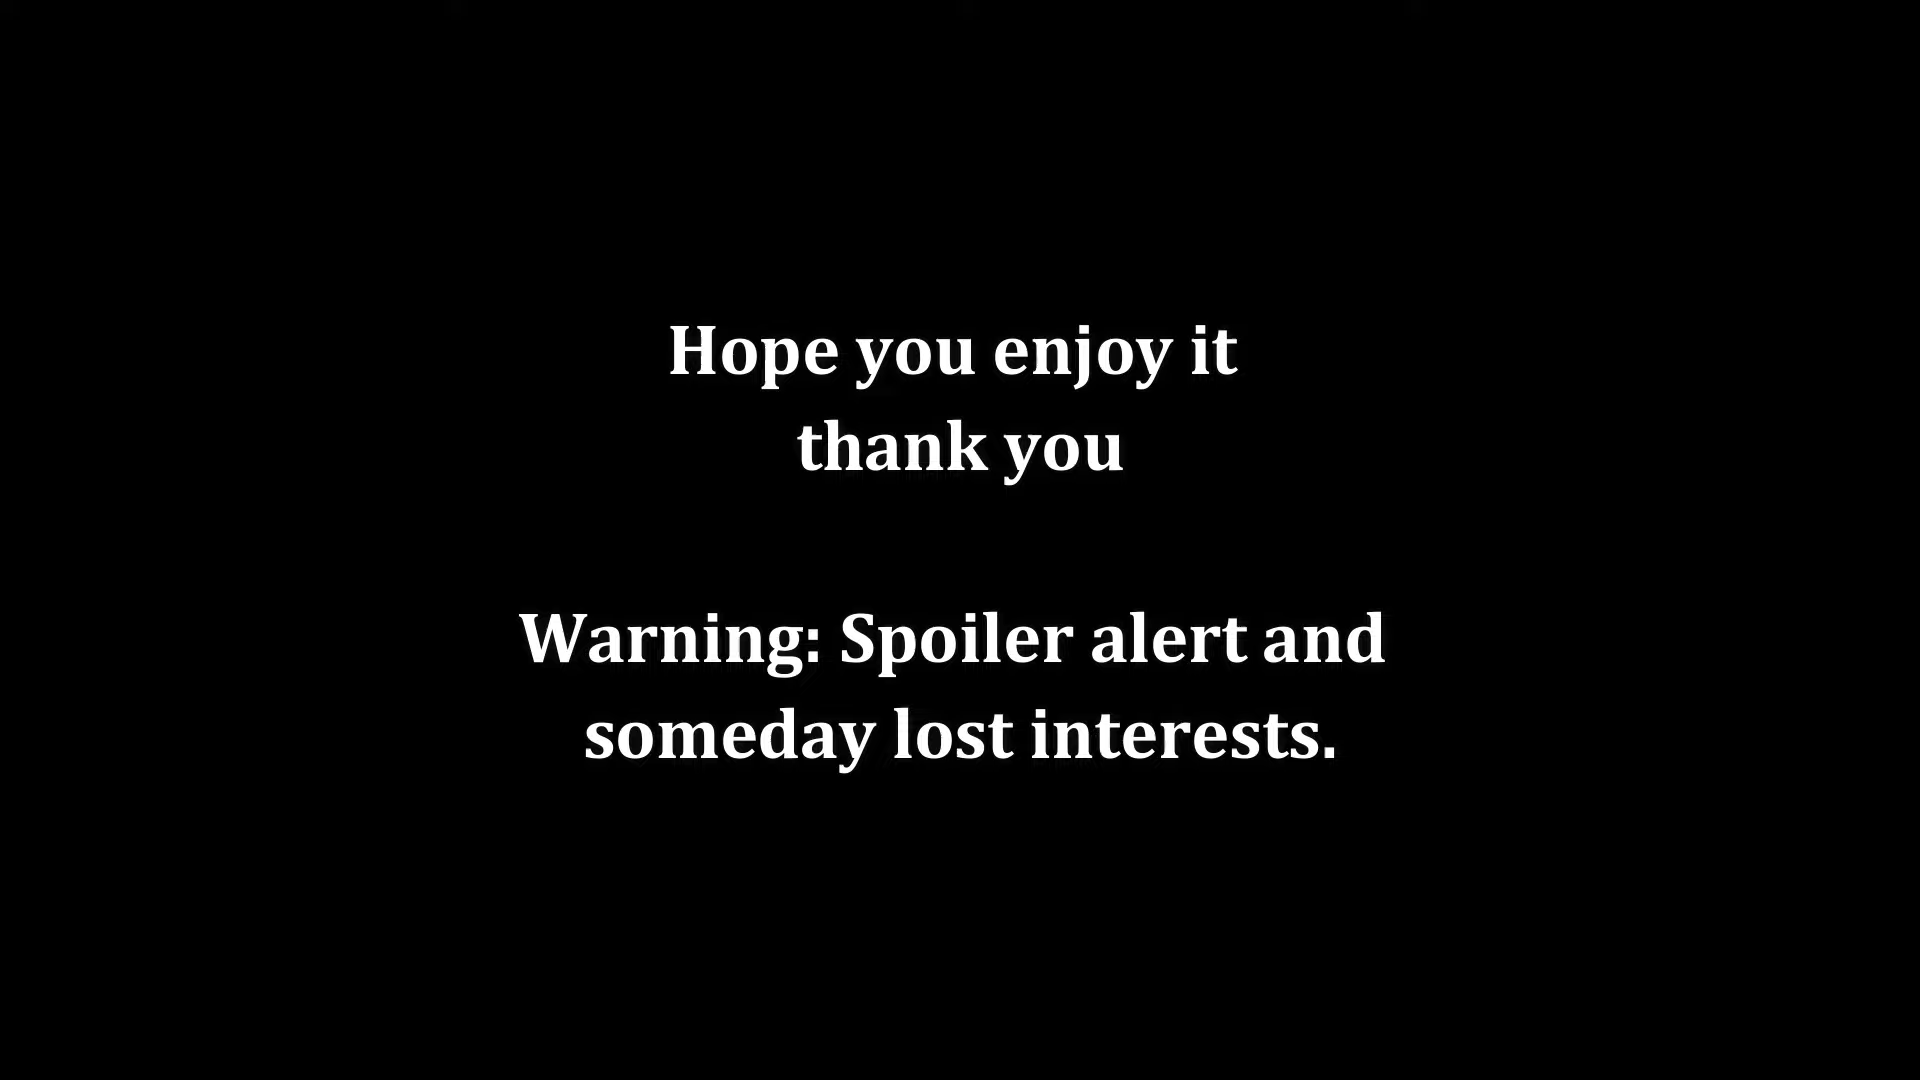 Hope you enjoy it
thank you
Warning: Spoiler alert and
someday lost interests.